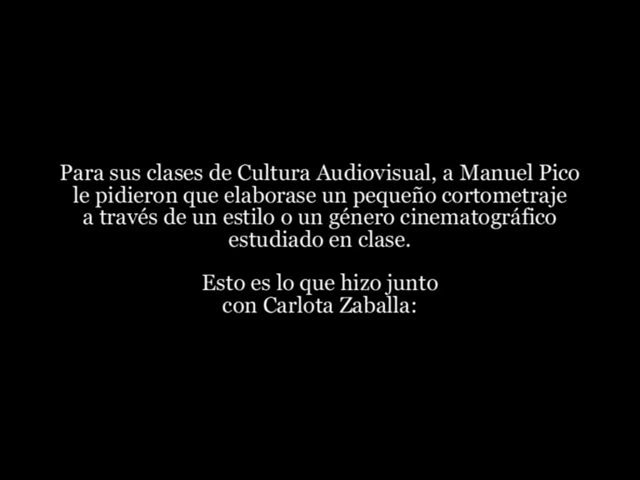 Para sus clases de Cultura Audiovisual, a Manuel Pico
le pidieron que elaborase un pequeño cortometraje
a través de un estilo o un género cinematográfico
estudiado en clase.
Esto es lo que hizo junto
con Carlota Zaballa: